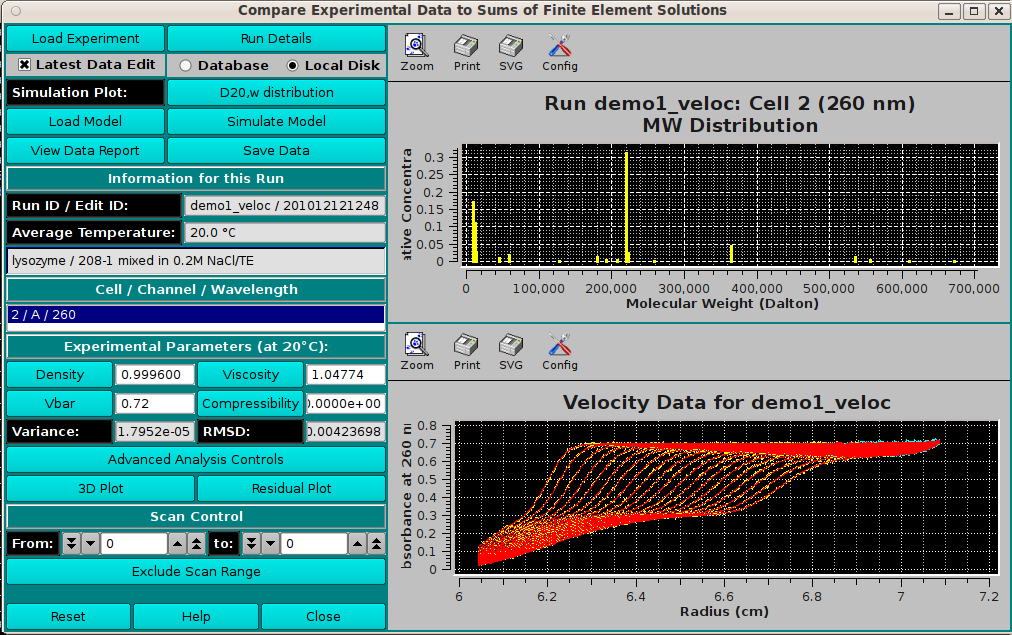 Compare Experimental Data to Sums of Finite Element Solutions
Load Experiment
Run Details
Latest Data Edit
Database
Local Disk
Simulation Plot:
D20,w distribution
Load Model
Simulate Model
View Data Report
Save Data
Information for this Run
Run ID / Edit ID:
demo1_veloc / 201012121248
Average Temperature:
20.0 °C
lysozyme / 208-1 mixed in 0.2M NaCl/TE
Cell / Channel / Wavelength
2 / A / 260
Experimental Parameters (at 20°C):
Density
0.999600
Viscosity
1.04774
Vbar
0.72
Compressibility
0.0000e+00
Variance:
1.7952e-05
RMSD:
0.00423698
Advanced Analysis Controls
3D Plot
Residual Plot
Scan Control
From:
0
to:
0
Exclude Scan Range
Reset
Help
Close
Zoom
Print
SVG
Config
Run demo1_veloc: Cell 2 (260 nm)
MW Distribution
ative Concentra
0.3
0.25
0.2
0.15
0.1
0.05
0
0
100,000
200,000
300,000
400,000
500,000
600,000
700,000
Molecular Weight (Dalton)
Zoom
Print
SVG
Config
Velocity Data for demo1_veloc
bsorbance at 260 n
0.8
0.7
0.6
0.5
0.4
0.3
0.2
0.1
0
6
6.2
6.4
6.6
6.8
7
7.2
Radius (cm)